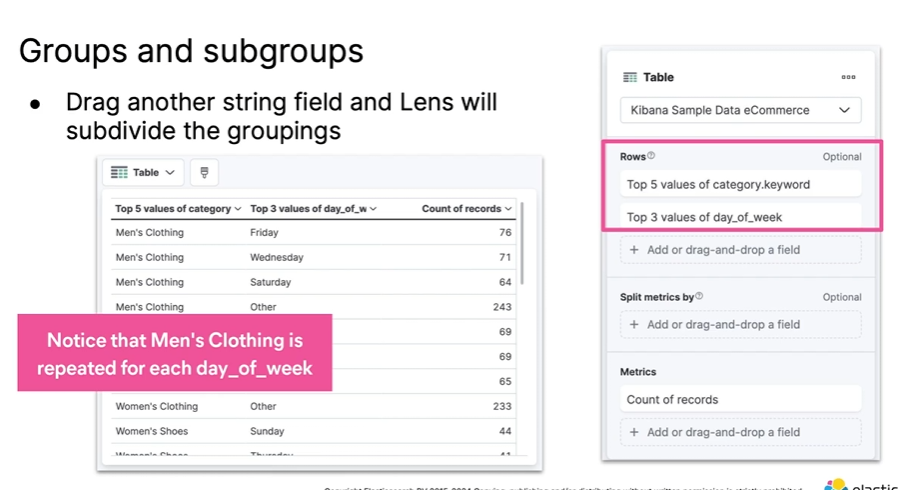 Groups and subgroups
● Drag another string field and Lens will
subdivide the groupings
Table
Top 5 values of category Top 3 values of day_of_w Count of records
Men's Clothing Friday 76
Men's Clothing Wednesday 71
Men's Clothing Saturday 64
Men's Clothing Other 243
69
69
65
Notice that Men's Clothing is
repeated for each day_of_week
Women's Clothing Other 233
Women's Shoes Sunday 44
Women's Shoes Thursday 41
Table
Kibana Sample Data eCommerce
Rows Optional
Top 5 values of category.keyword
Top 3 values of day_of_week
+ Add or drag-and-drop a field
Split metrics by Optional
+ Add or drag-and-drop a field
Metrics
Count of records
+ Add or drag-and-drop a field
elastic